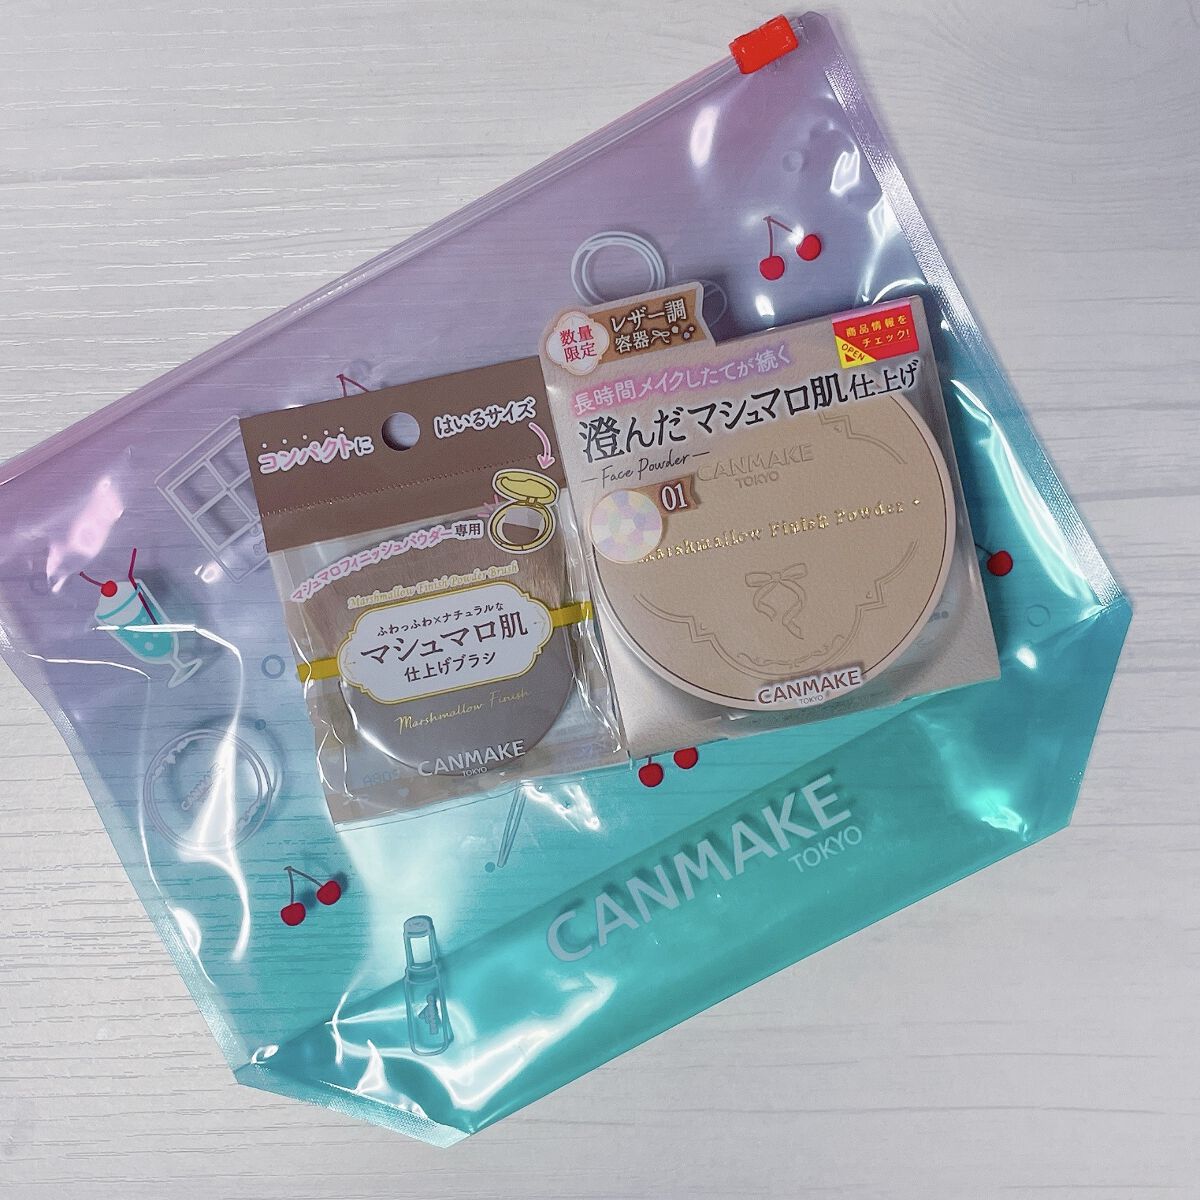 コンパクトに
はいるサイズ
マシュマロフィニッシュパウダー専用
Marshmallow Finish Powder Brush
ふわっふわ×ナチュラルな
マシュマロ肌
仕上げブラシ
Marshmallow Finish
CANMAKE
TOKYO
数量
限定
レザー調
容器
商品情報を
チェック!
OPEN
長時間メイクしたてが続く
澄んだマシュマロ肌仕上げ
Face Powder
CANMAKE
TOKYO
01
Marshmallow Finish Powder
CANMAKE
TOKYO
CANMAKE
CANMAKE
TOKYO